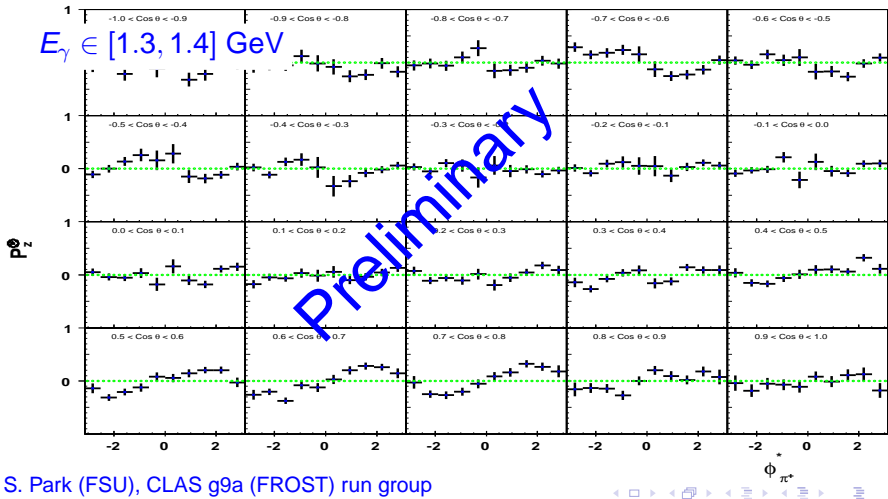 1
-1.0 < Cos θ < -0.9
-0.9 < Cos θ < -0.8
-0.8 < Cos θ < -0.7
-0.7 < Cos θ < -0.6
-0.6 < Cos θ < -0.5
E_γ ∈ [1.3, 1.4] GeV
1
-0.5 < Cos θ < -0.4
-0.4 < Cos θ < -0.3
-0.3 < Cos θ <
-0.2 < Cos θ < -0.1
-0.1 < Cos θ < 0.0
0
Preliminary
1
0.0 < Cos θ < 0.1
0.1 < Cos θ < 0.2
< Cos θ < 0.3
0.3 < Cos θ < 0.4
0.4 < Cos θ < 0.5
P_z^⊗
0
1
0.5 < Cos θ < 0.6
0.6 < Cos θ < 0.7
0.7 < Cos θ < 0.8
0.8 < Cos θ < 0.9
0.9 < Cos θ < 1.0
0
-2 0 2 -2 0 2 -2 0 2 -2 0 2 -2 0 2
ϕ*_π+
S. Park (FSU), CLAS g9a (FROST) run group